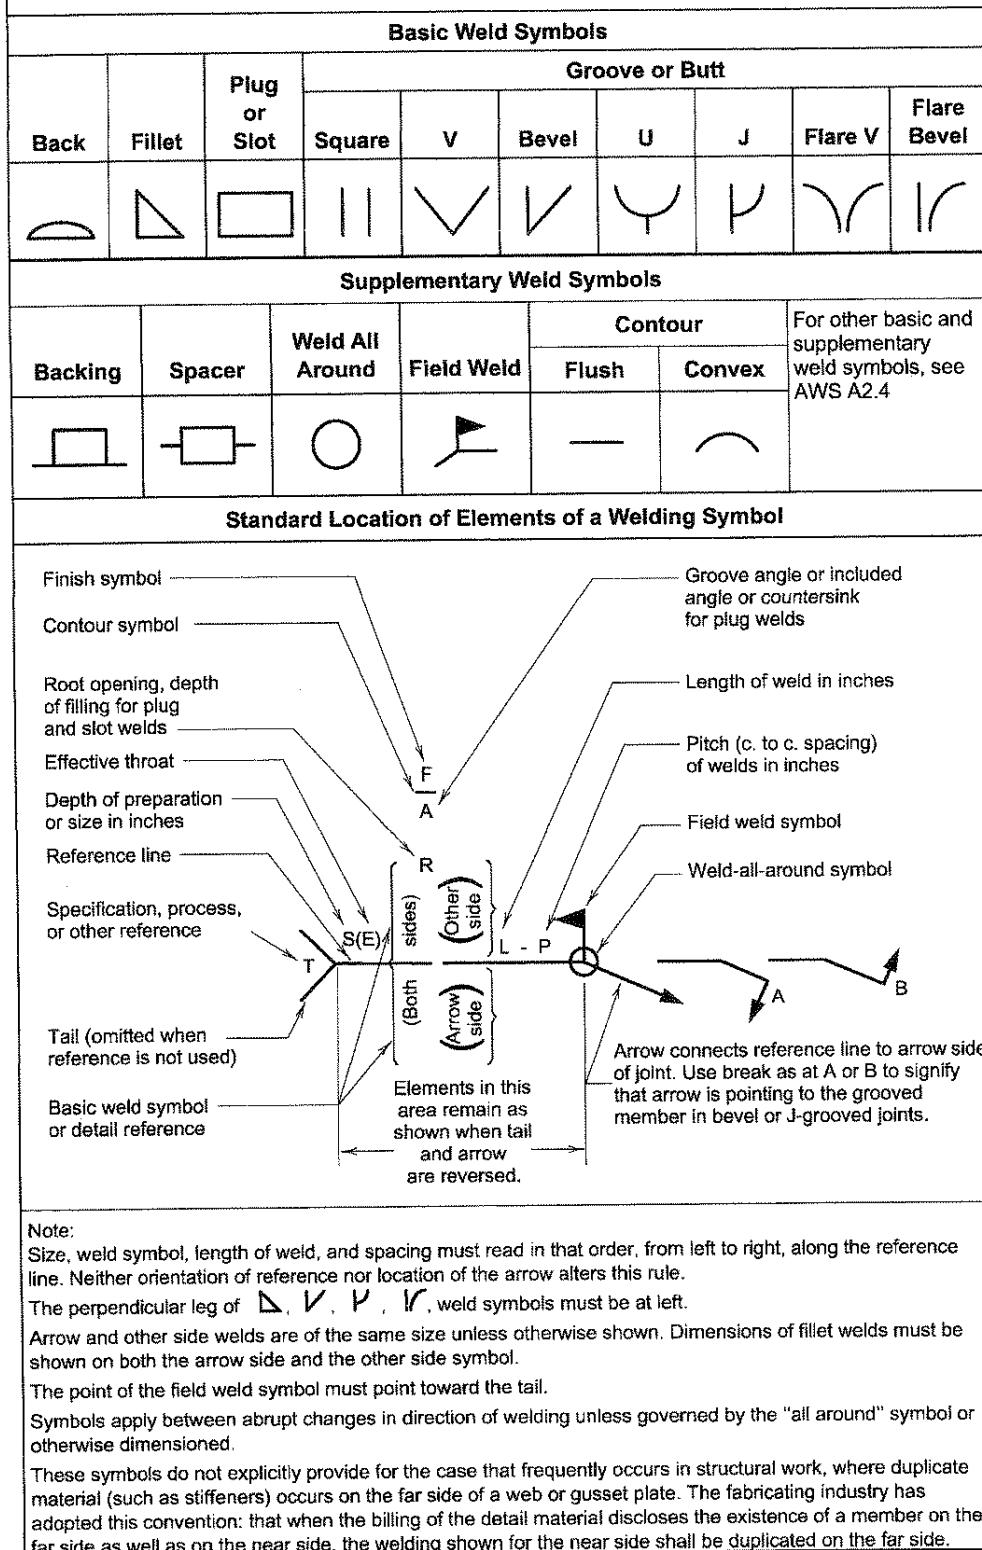 Basic Weld Symbols
Back
Fillet
Plug
or
Slot
Groove or Butt
Square
V
Bevel
U
J
Flare V
Flare
Bevel
Supplementary Weld Symbols
Backing
Spacer
Weld All
Around
Field Weld
Contour
Flush
Convex
For other basic and
supplementary
weld symbols, see
AWS A2.4
Standard Location of Elements of a Welding Symbol
Finish symbol
Contour symbol
Root opening, depth
of filling for plug
and slot welds
Effective throat
Depth of preparation
or size in inches
Reference line
Specification, process,
or other reference
Tail (omitted when
reference is not used)
Basic weld symbol
or detail reference
F
A
R
S(E)
T
(Both
sides)
(Other
side)
(Arrow
side)
L - P
Elements in this
area remain as
shown when tail
and arrow
are reversed.
Groove angle or included
angle or countersink
for plug welds
Length of weld in inches
Pitch (c. to c. spacing)
of welds in inches
Field weld symbol
Weld-all-around symbol
A
B
Arrow connects reference line to arrow side
of joint. Use break as at A or B to signify
that arrow is pointing to the grooved
member in bevel or J-grooved joints.
Note:
Size, weld symbol, length of weld, and spacing must read in that order, from left to right, along the reference
line. Neither orientation of reference nor location of the arrow alters this rule.
The perpendicular leg of , , , , weld symbols must be at left.
Arrow and other side welds are of the same size unless otherwise shown. Dimensions of fillet welds must be
shown on both the arrow side and the other side symbol.
The point of the field weld symbol must point toward the tail.
Symbols apply between abrupt changes in direction of welding unless governed by the "all around" symbol or
otherwise dimensioned.
These symbols do not explicitly provide for the case that frequently occurs in structural work, where duplicate
material (such as stiffeners) occurs on the far side of a web or gusset plate. The fabricating industry has
adopted this convention: that when the billing of the detail material discloses the existence of a member on the
far side as well as on the near side, the welding shown for the near side shall be duplicated on the far side.